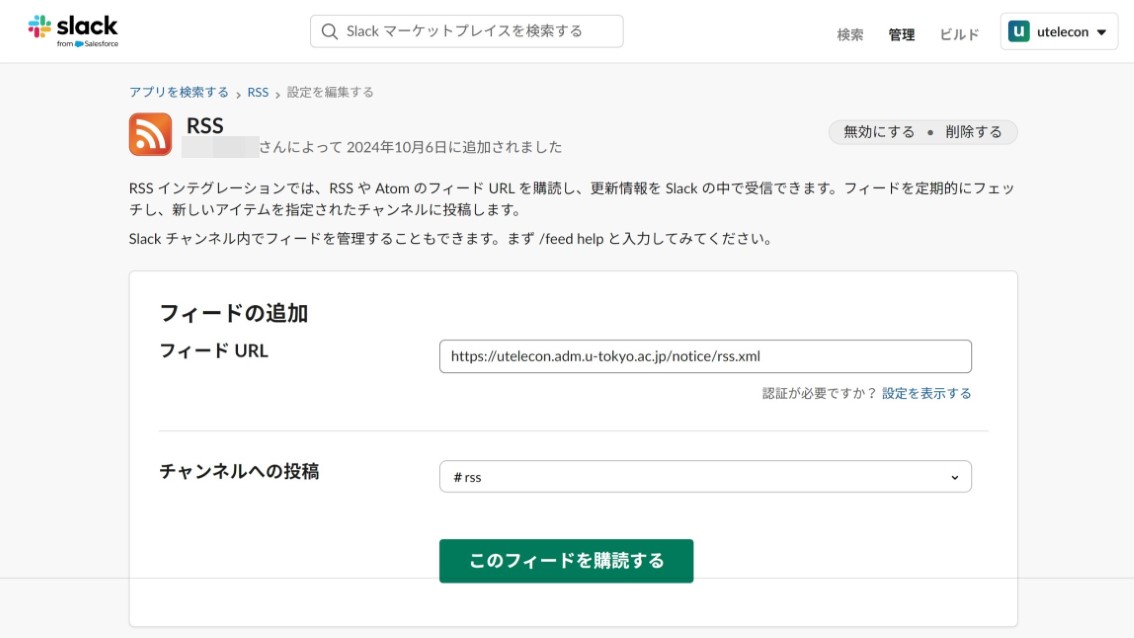 slack
from Salesforce
Slack マーケットプレイスを検索する
検索
管理
ビルド
u
utelecon
アプリを検索する
RSS
設定を編集する
RSS
さんによって 2024年10月6日に追加されました
無効にする • 削除する
RSS インテグレーションでは、RSS や Atom のフィード URL を購読し、更新情報を Slack の中で受信できます。フィードを定期的にフェッ
チし、新しいアイテムを指定されたチャンネルに投稿します。
Slack チャンネル内でフィードを管理することもできます。まず /feed help と入力してみてください。
フィードの追加
フィード URL
https://utelecon.adm.u-tokyo.ac.jp/notice/rss.xml
認証が必要ですか？ 設定を表示する
チャンネルへの投稿
# rss
このフィードを購読する